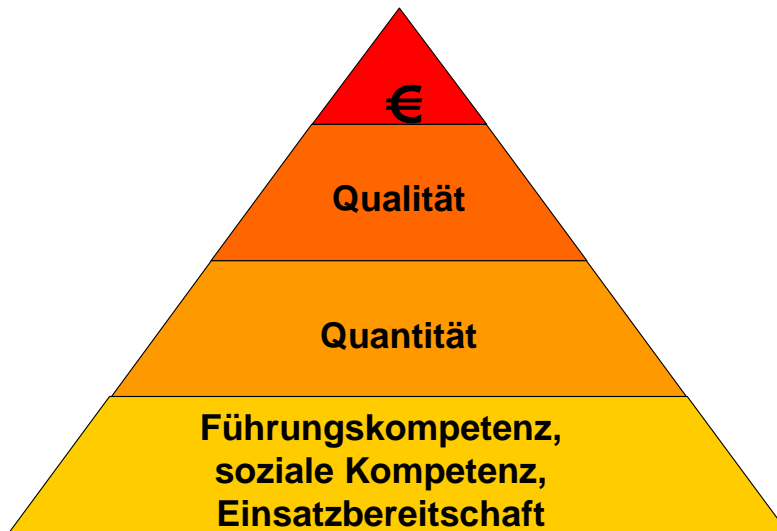 €
Qualität
Quantität
Führungskompetenz,
soziale Kompetenz,
Einsatzbereitschaft